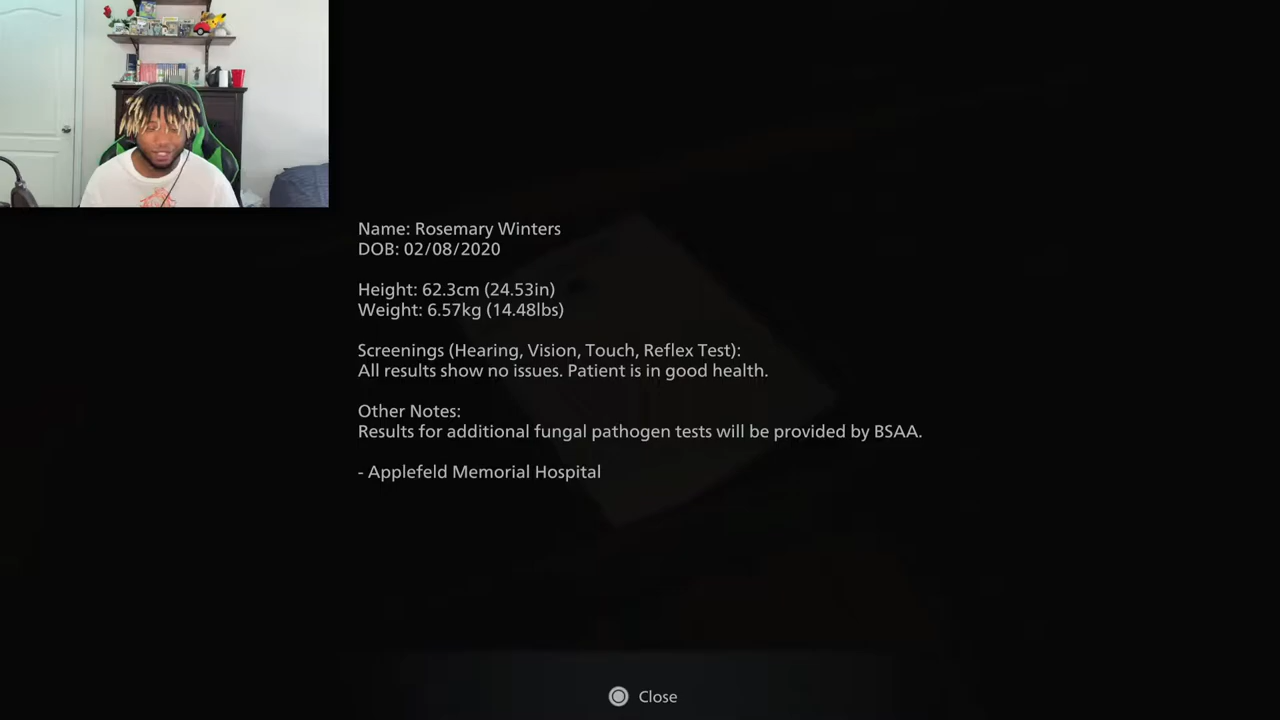 Name: Rosemary Winters
DOB: 02/08/2020
Height: 62.3cm (24.53in)
Weight: 6.57kg (14.48lbs)
Screenings (Hearing, Vision, Touch, Reflex Test):
All results show no issues. Patient is in good health.
Other Notes:
Results for additional fungal pathogen tests will be provided by BSAA.
- Applefeld Memorial Hospital
Close